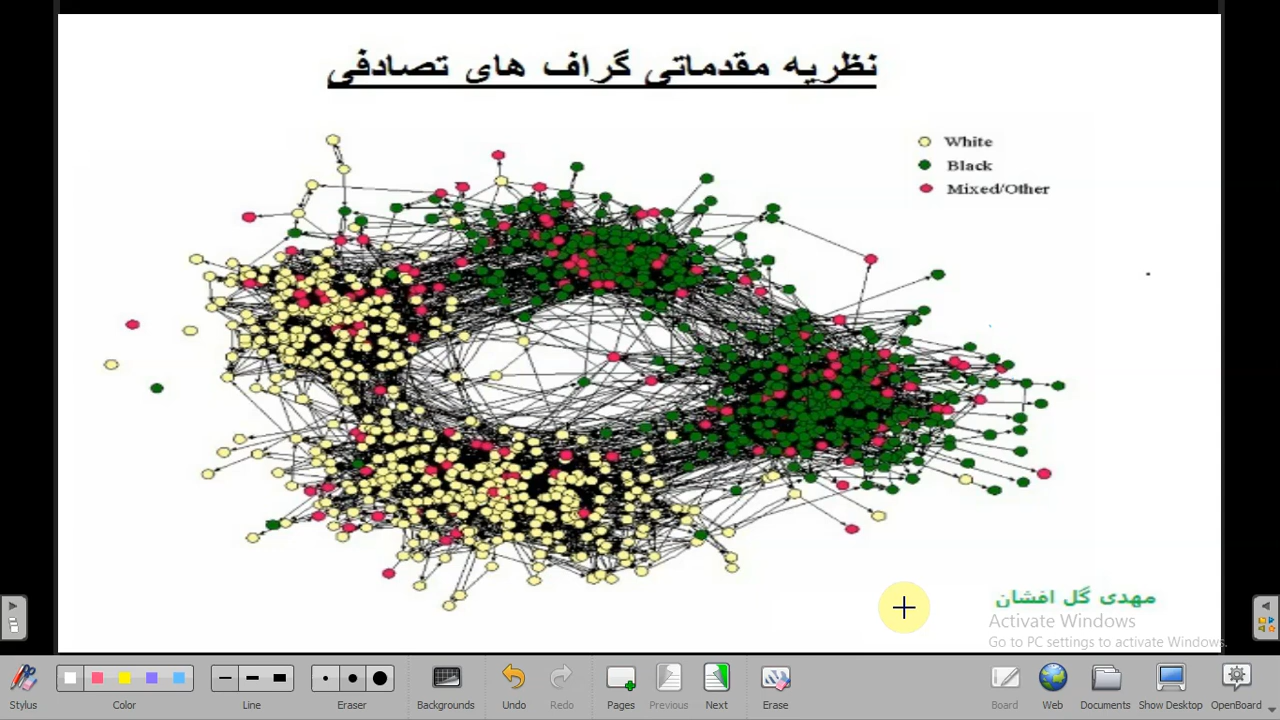 نظریه مقدماتی گراف های تصادفی
White
Black
Mixed/Other
مهدی گل افشان
Activate Windows
Go to PC settings to activate Windows.
Stylus
Color
Line
Eraser
Backgrounds
Undo
Redo
Pages
Previous
Next
Erase
Board
Web
Documents
Show Desktop
OpenBoard